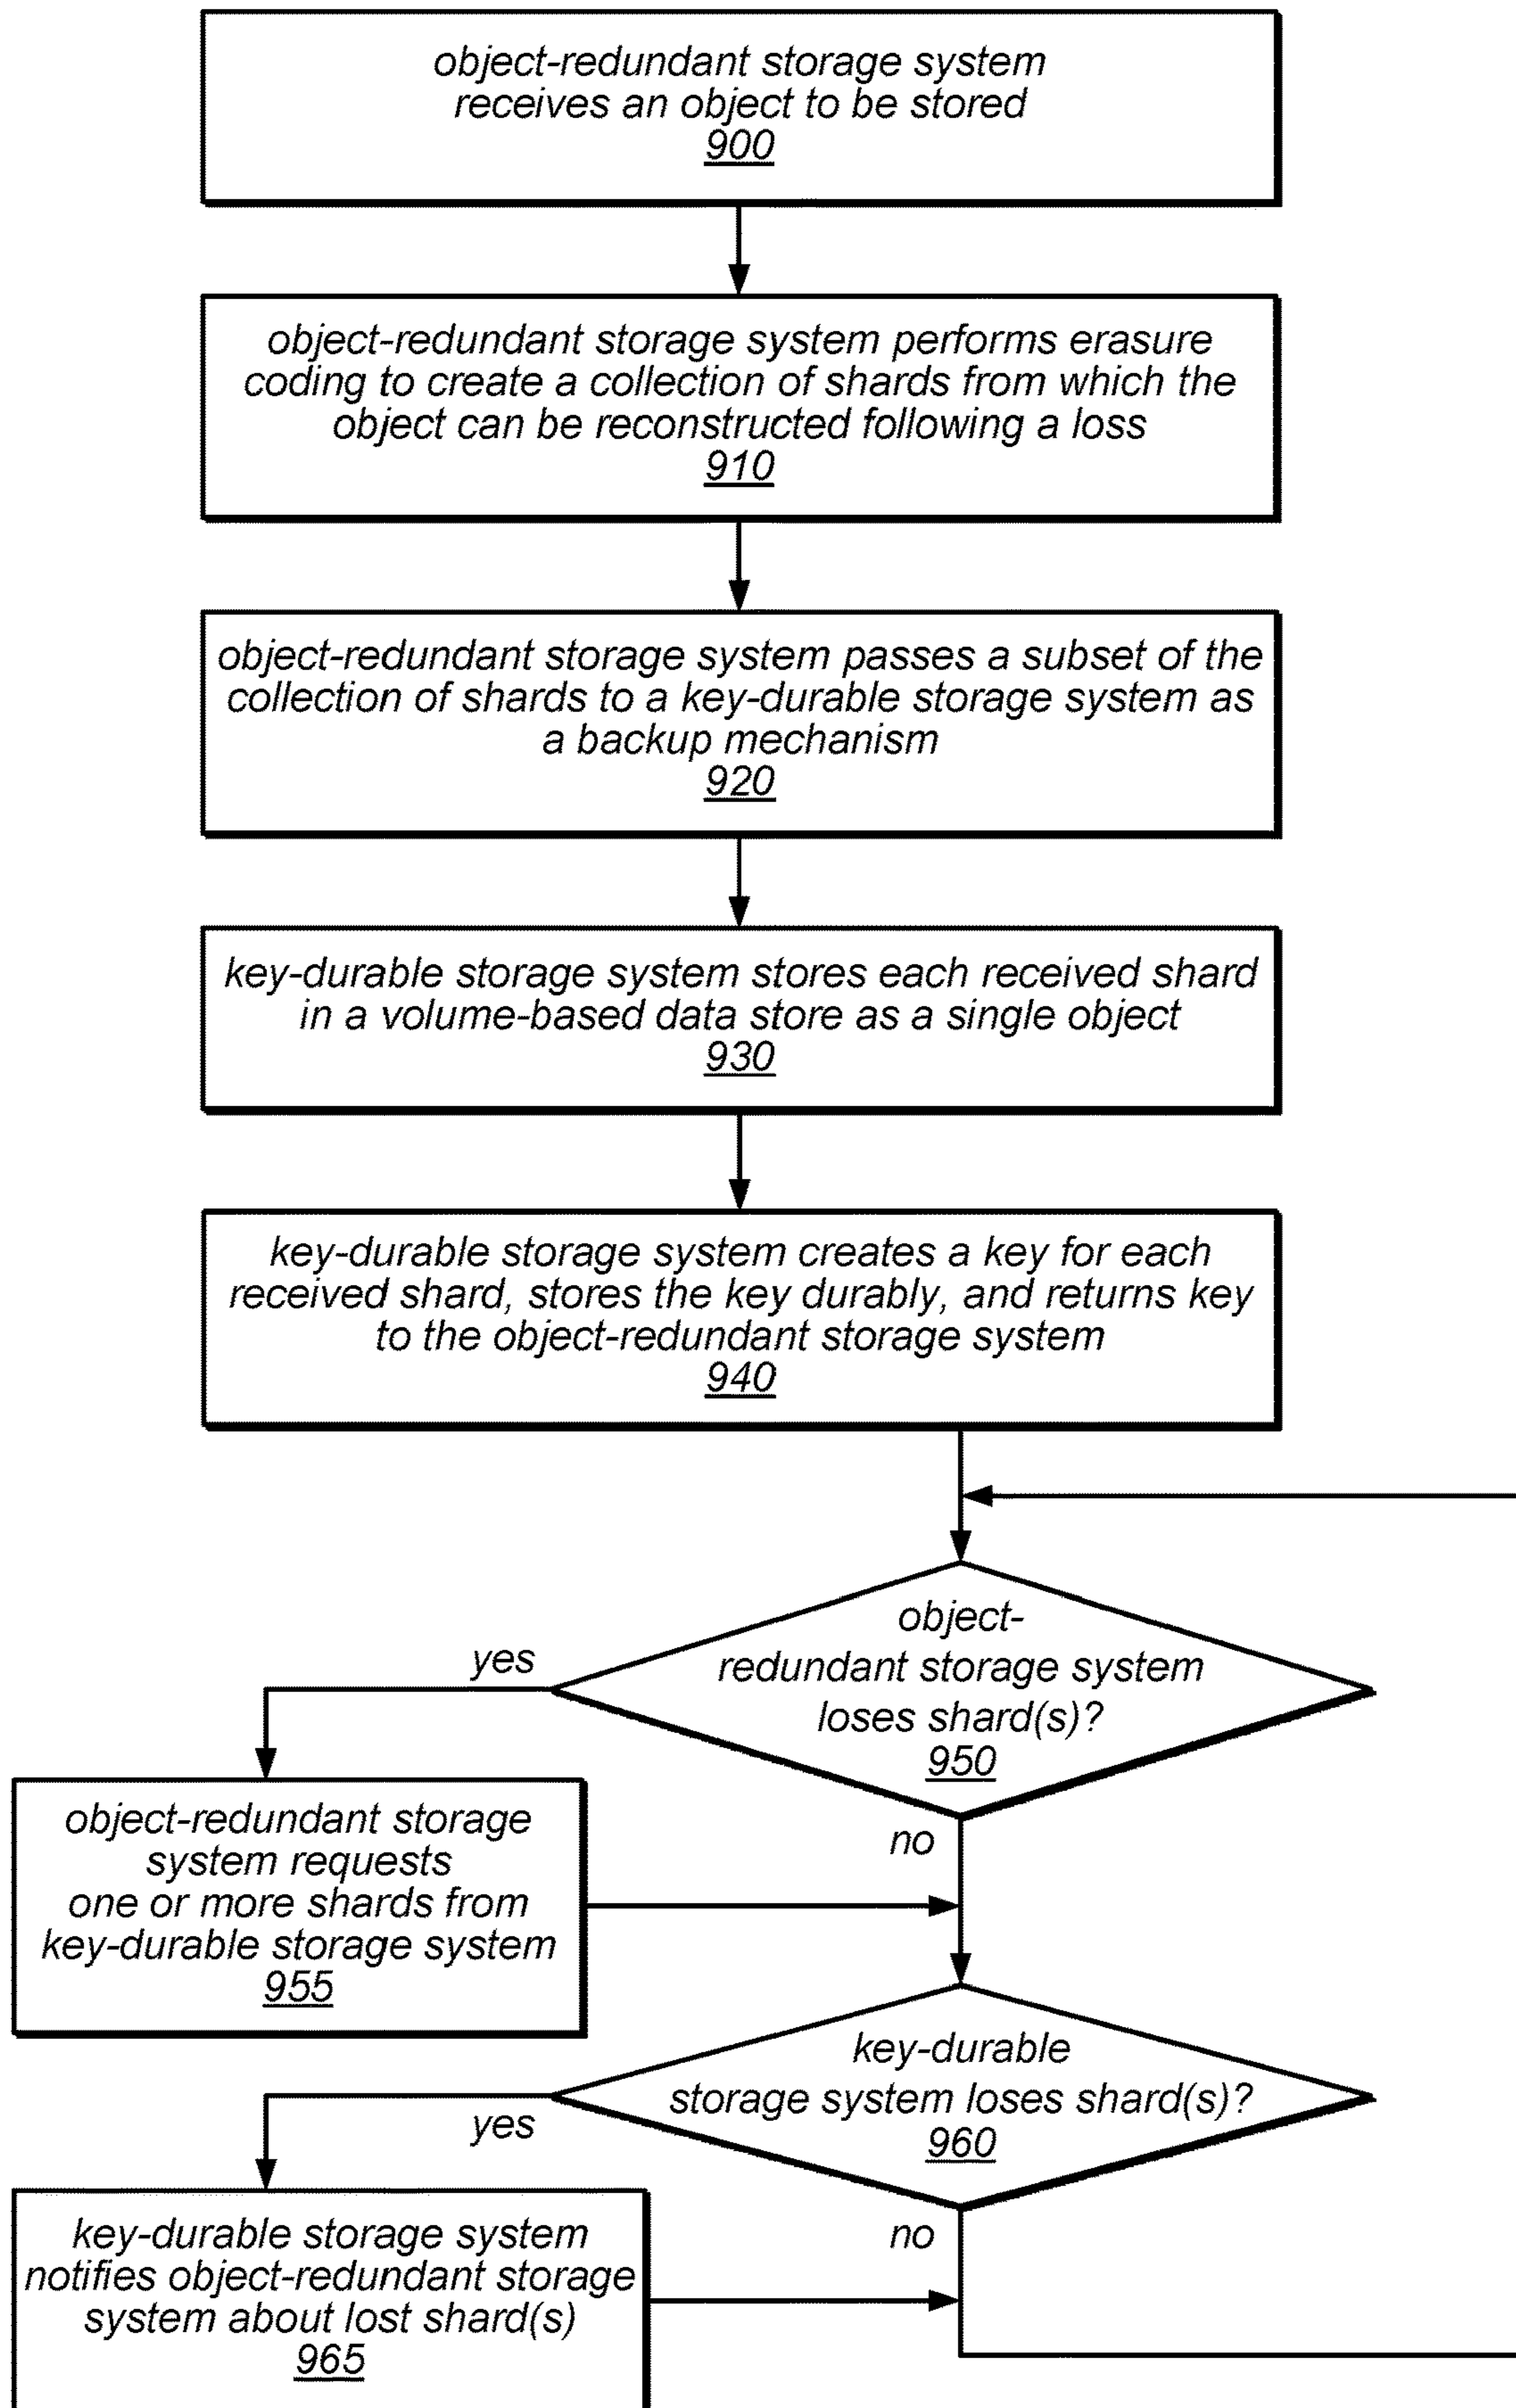 object-redundant storage system
receives an object to be stored
900
object-redundant storage system performs erasure
coding to create a collection of shards from which the
object can be reconstructed following a loss
910
object-redundant storage system passes a subset of the
collection of shards to a key-durable storage system as
a backup mechanism
920
key-durable storage system stores each received shard
in a volume-based data store as a single object
930
key-durable storage system creates a key for each
received shard, stores the key durably, and returns key
to the object-redundant storage system
940
object-
redundant storage system
loses shard(s)?
950
yes
no
object-redundant storage
system requests
one or more shards from
key-durable storage system
955
key-durable
storage system loses shard(s)?
960
yes
no
key-durable storage system
notifies object-redundant storage
system about lost shard(s)
965